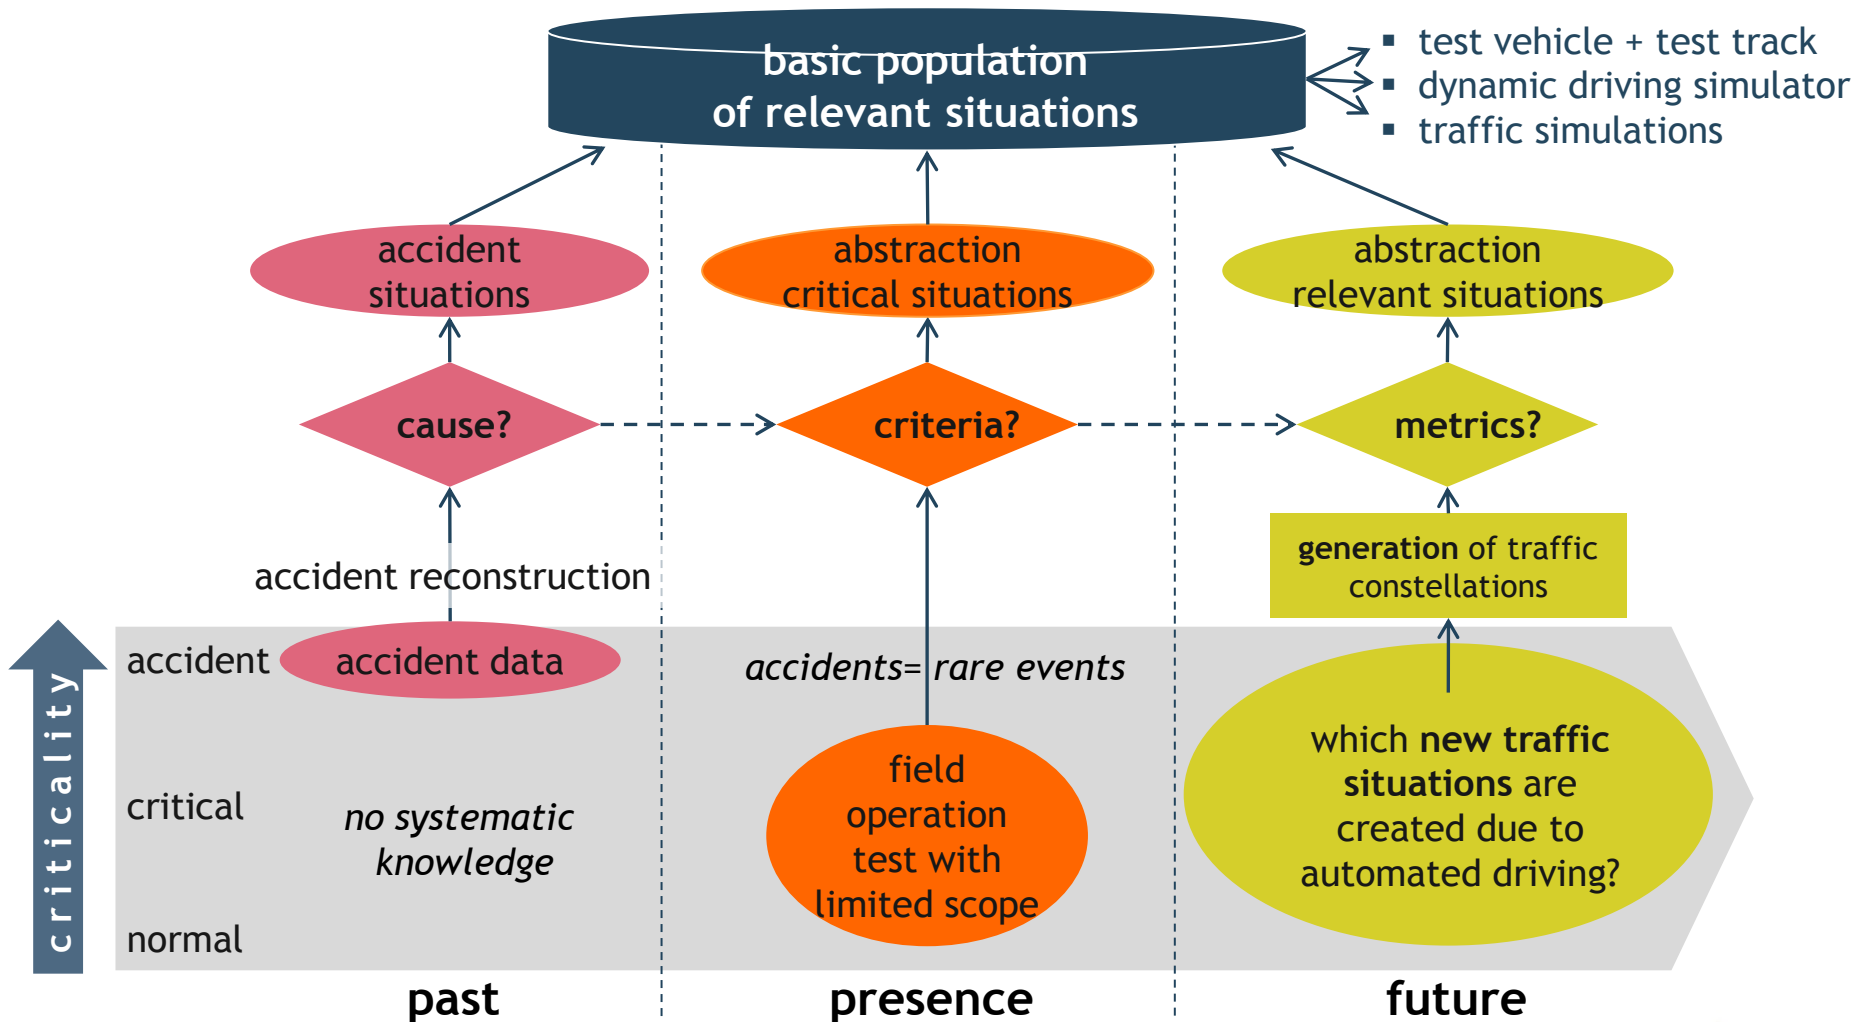 basic population
of relevant situations
▪ test vehicle + test track
▪ dynamic driving simulator
▪ traffic simulations
accident
situations
abstraction
critical situations
abstraction
relevant situations
cause?
criteria?
metrics?
accident reconstruction
generation of traffic
constellations
criticality
accident
critical
normal
accident data
no systematic
knowledge
accidents= rare events
field
operation
test with
limited scope
which new traffic
situations are
created due to
automated driving?
past
presence
future